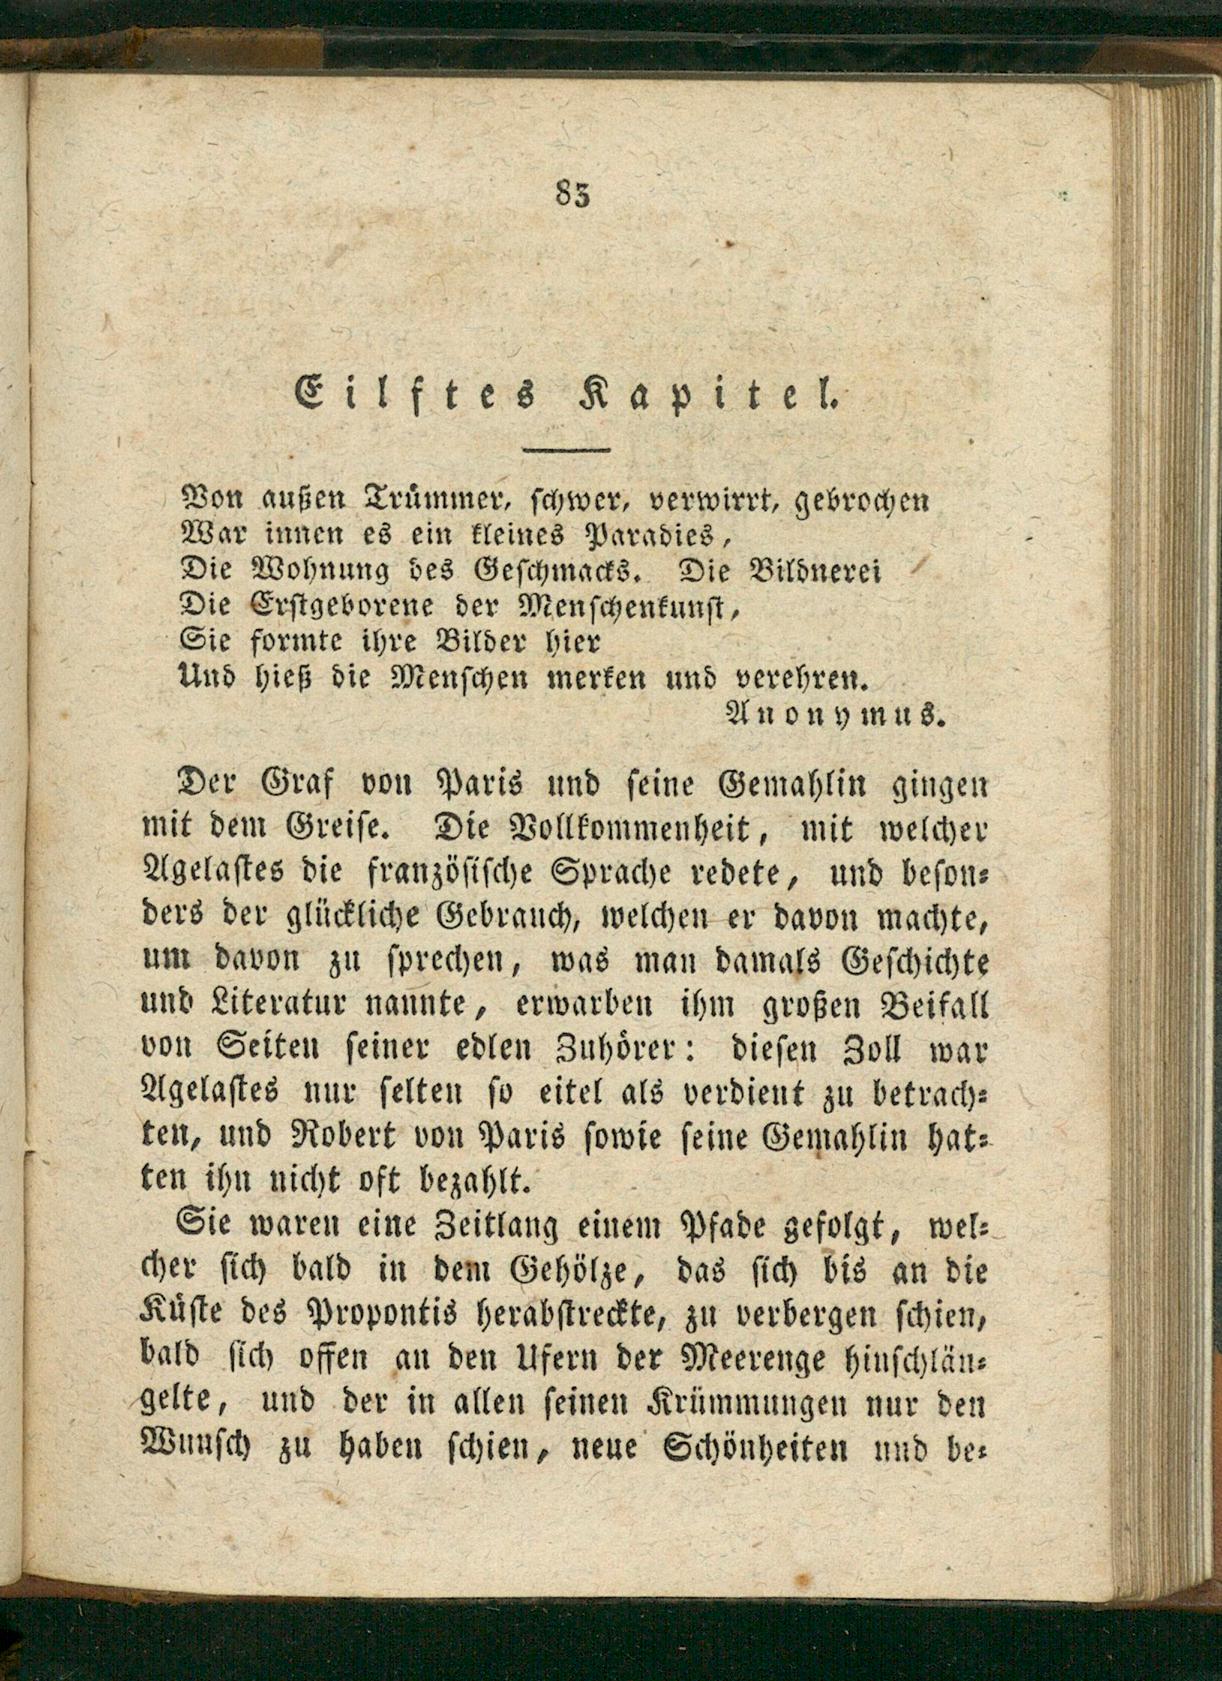 83
Eilftes Kapitel.
Von außen Trümmer, schwer, verwirrt, gebrochen
War innen es ein kleines Paradies,
Die Wohnung des Geschmacks. Die Bildnerei
Die Erstgeborene der Menschenkunst,
Sie formte ihre Bilder hier
Und hieß die Menschen merken und verehren.
Anonymus.
Der Graf von Paris und seine Gemahlin gingen
mit dem Greise. Die Vollkommenheit, mit welcher
Agelastes die französische Sprache redete, und beson-
ders der glückliche Gebrauch, welchen er davon machte,
um davon zu sprechen, was man damals Geschichte
und Literatur nannte, erwarben ihm großen Beifall
von Seiten seiner edlen Zuhörer: diesen Zoll war
Agelastes nur selten so eitel als verdient zu betrach-
ten, und Robert von Paris sowie seine Gemahlin hat-
ten ihn nicht oft bezahlt.
Sie waren eine Zeitlang einem Pfade gefolgt, wel-
cher sich bald in dem Gehölze, das sich bis an die
Küste des Propontis herabstreckte, zu verbergen schien,
bald sich offen an den Ufern der Meerenge hinschlän-
gelte, und der in allen seinen Krümmungen nur den
Wunsch zu haben schien, neue Schönheiten und be-